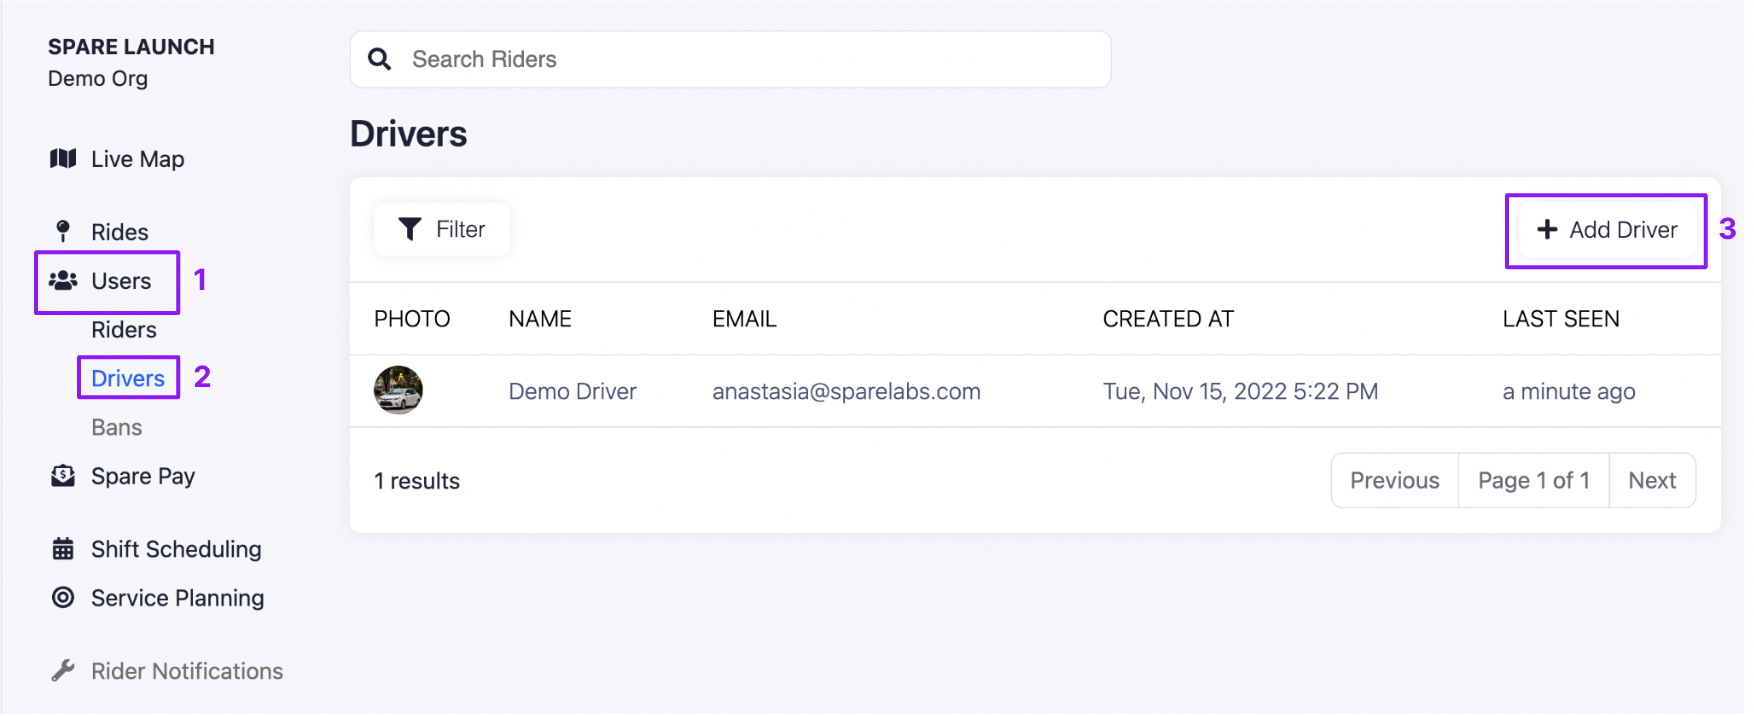 SPARE LAUNCH
Demo Org
Search Riders
Live Map
Rides
Users 1
Riders
Drivers 2
Bans
Spare Pay
Shift Scheduling
Service Planning
Rider Notifications
Drivers
Filter
Add Driver 3
PHOTO NAME EMAIL CREATED AT LAST SEEN
Demo Driver anastasia@sparelabs.com Tue, Nov 15, 2022 5:22 PM a minute ago
1 results
Previous Page 1 of 1 Next